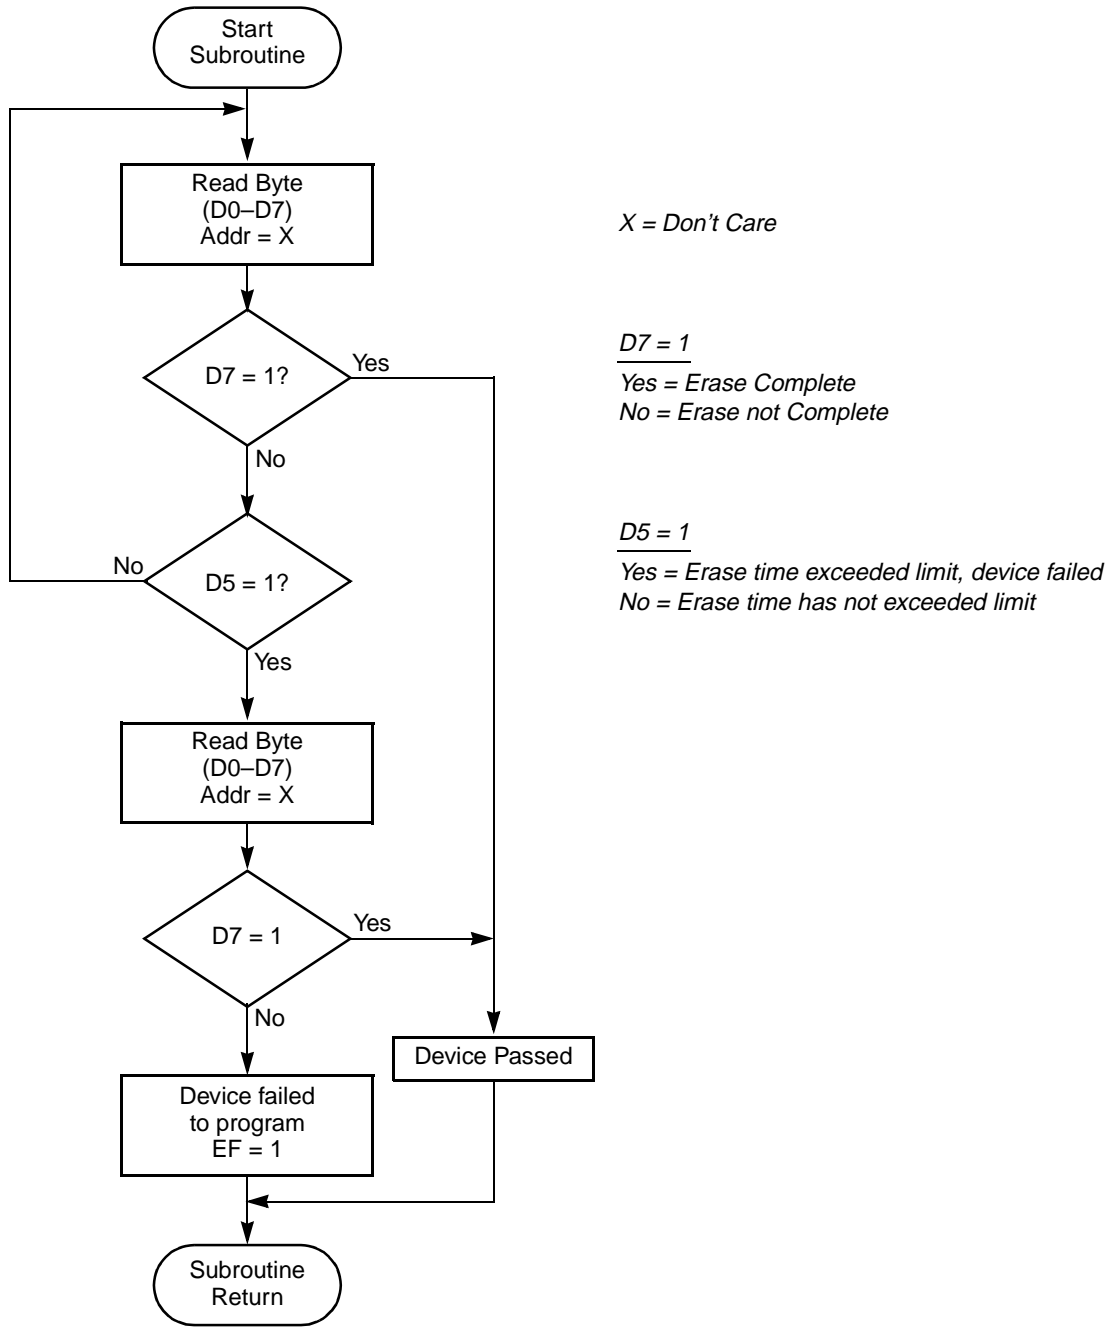 Start
Subroutine
Read Byte
(D0–D7)
Addr = X
X = Don't Care
D7 = 1?
Yes
No
D7 = 1
Yes = Erase Complete
No = Erase not Complete
D5 = 1?
No
Yes
D5 = 1
Yes = Erase time exceeded limit, device failed
No = Erase time has not exceeded limit
Read Byte
(D0–D7)
Addr = X
D7 = 1
Yes
No
Device Passed
Device failed
to program
EF = 1
Subroutine
Return